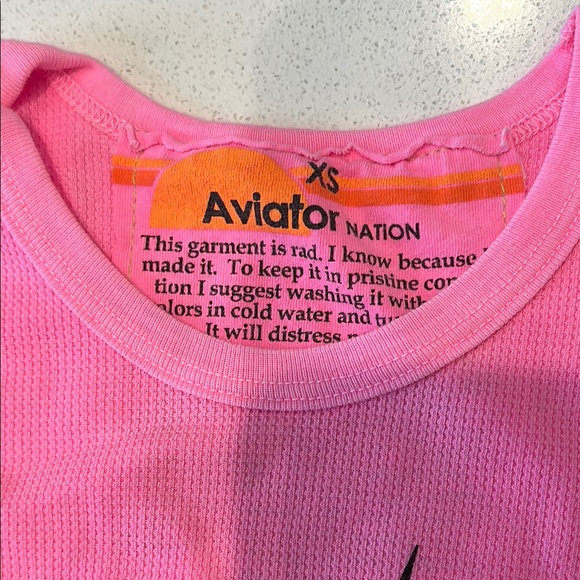 XS
Aviator NATION
This garment is rad. I know because
made it. To keep it in pristine con
tion I suggest washing it with
olors in cold water and
It will distress